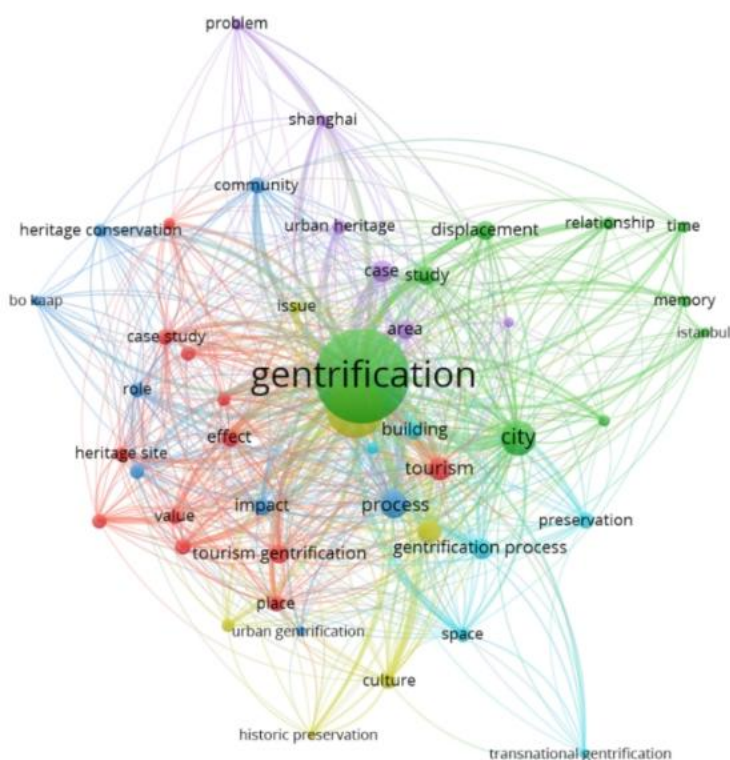 problem
shanghai
community
heritage conservation
urban heritage
displacement
relationship
time
case
study
bo kaap
issue
memory
area
istanbul
case study
gentrification
role
building
effect
city
heritage site
tourism
impact
process
value
preservation
tourism gentrification
gentrification process
place
urban gentrification
space
culture
historic preservation
transnational gentrification